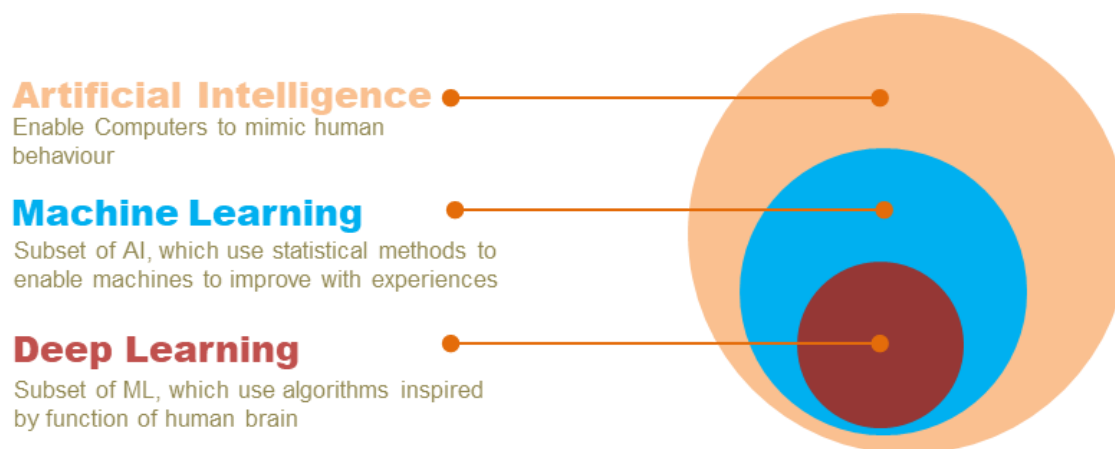 Artificial Intelligence
Enable Computers to mimic human
behaviour
Machine Learning
Subset of AI, which use statistical methods to
enable machines to improve with experiences
Deep Learning
Subset of ML, which use algorithms inspired
by function of human brain